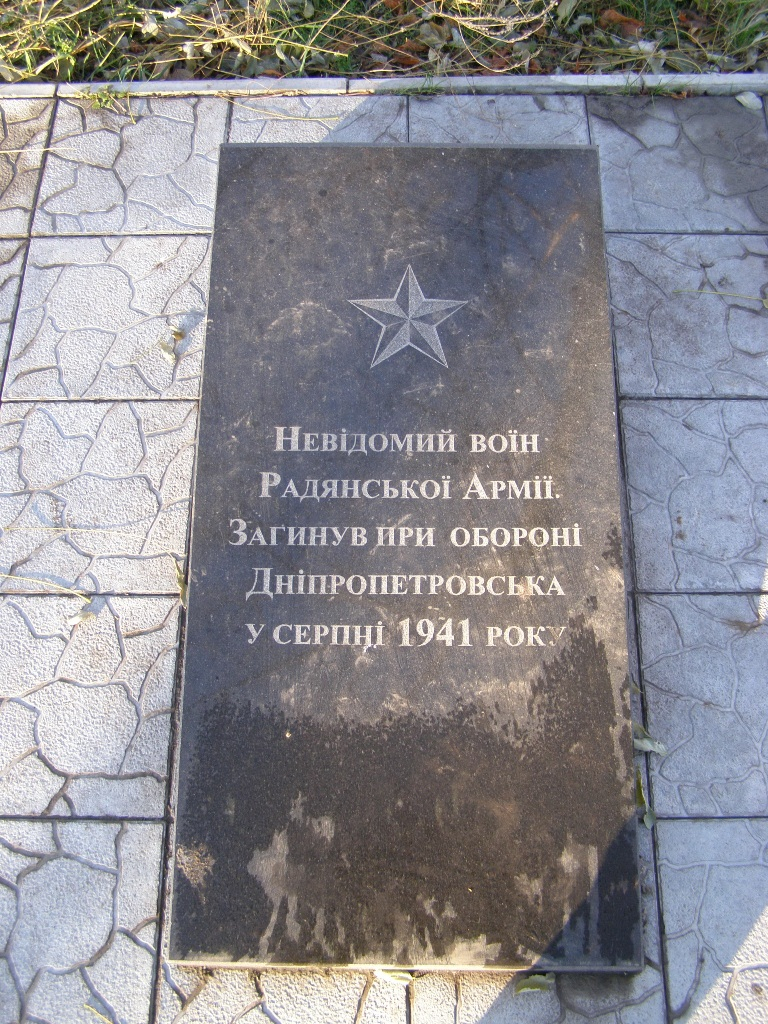 Невідомий воїн
Радянської Армії.
Загинув при обороні
Дніпропетровська
у серпні 1941 року